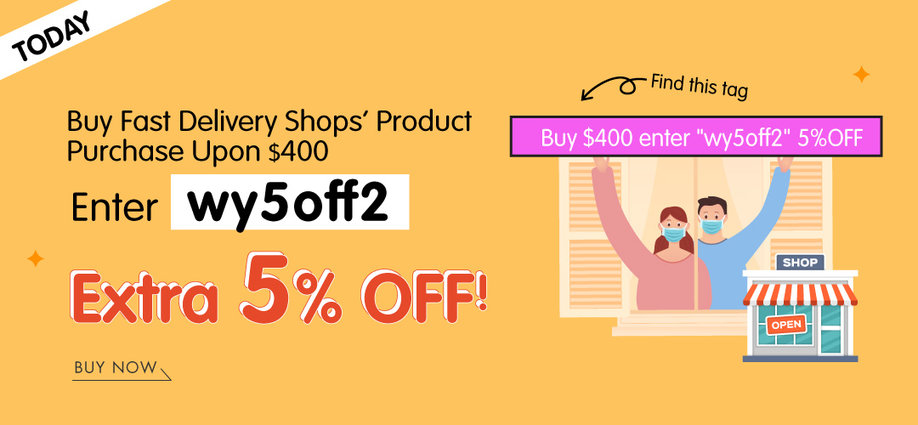 TODAY
Buy Fast Delivery Shops’ Product
Purchase Upon $400
Enter wy5off2
Extra 5% OFF!
BUY NOW
Find this tag
Buy $400 enter "wy5off2" 5%OFF
SHOP
OPEN